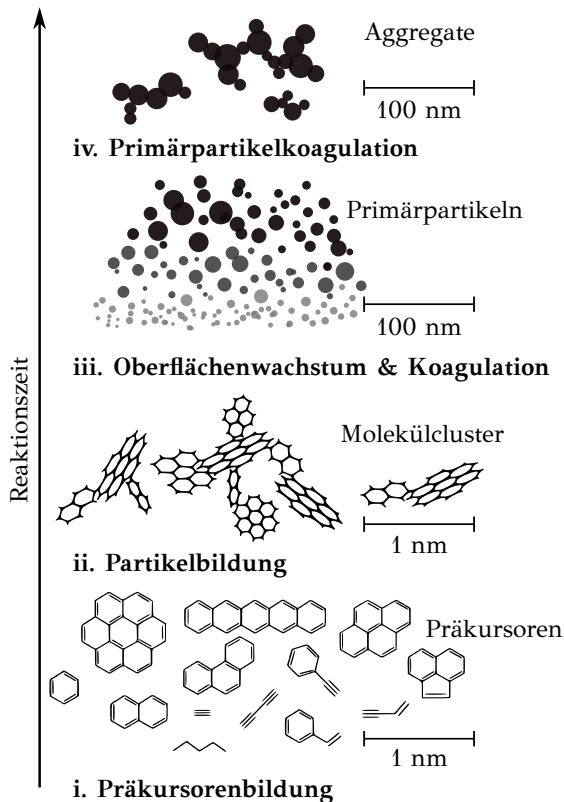 Aggregate
100 nm
iv. Primärpartikelkoagulation
Primärpartikeln
100 nm
iii. Oberflächenwachstum & Koagulation
Reaktionszeit
Molekülcluster
1 nm
ii. Partikelbildung
Präkursoren
1 nm
i. Präkursorenbildung